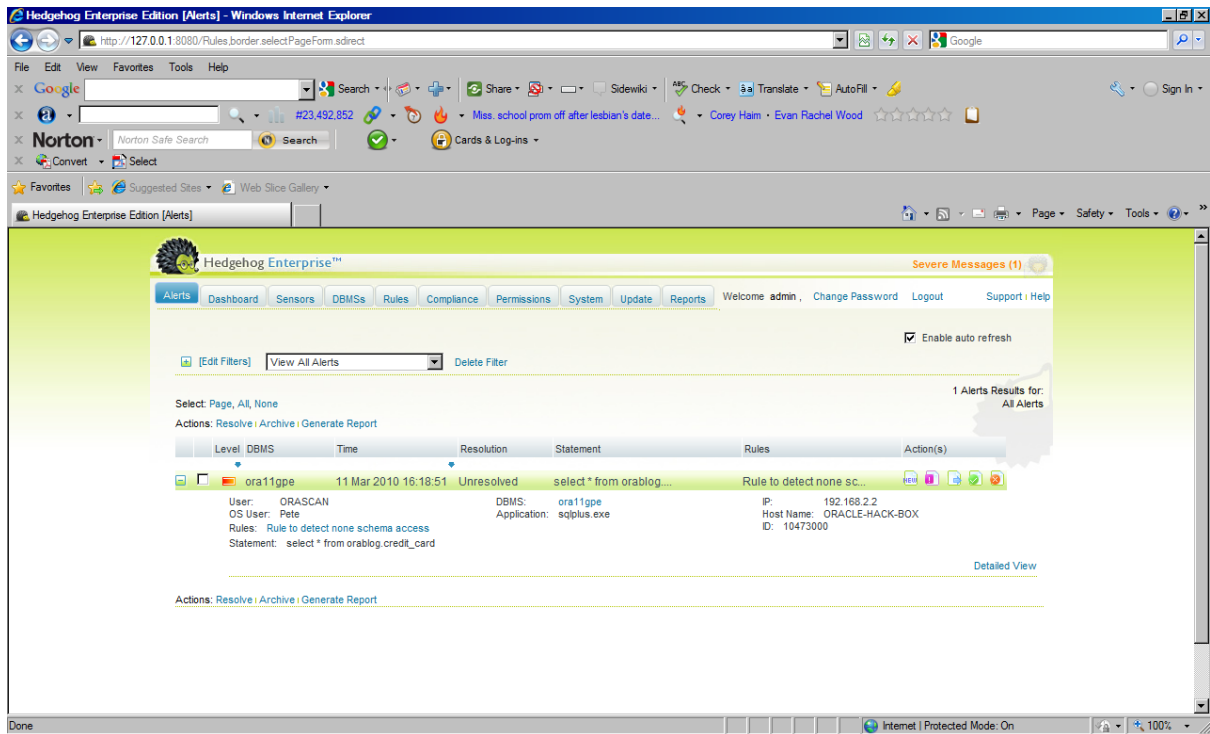 Hedgehog Enterprise Edition [Alerts] - Windows Internet Explorer
http://127.0.0.1:8080/Rules,border.selectPageForm.sdirect
Google
File Edit View Favorites Tools Help
x Google Search Share Sidewiki ABC Check aあ Translate AutoFill Sign In
x a #23,492,852 Miss. school prom off after lesbian's date... Corey Haim • Evan Rachel Wood
x Norton Norton Safe Search Search Cards & Log-ins
x Convert Select
Favorites Suggested Sites Web Slice Gallery
Hedgehog Enterprise Edition [Alerts] Page Safety Tools »
Hedgehog Enterprise™ Severe Messages (1)
Alerts Dashboard Sensors DBMSs Rules Compliance Permissions System Update Reports Welcome admin , Change Password Logout Support | Help
Enable auto refresh
[Edit Filters] View All Alerts Delete Filter
1 Alerts Results for:
All Alerts
Select: Page, All, None
Actions: Resolve | Archive | Generate Report
Level DBMS Time Resolution Statement Rules Action(s)
ora11gpe 11 Mar 2010 16:18:51 Unresolved select * from orablog.... Rule to detect none sc... NEW
User: ORASCAN DBMS: ora11gpe IP: 192.168.2.2
OS User: Pete Application: sqlplus.exe Host Name: ORACLE-HACK-BOX
Rules: Rule to detect none schema access ID: 10473000
Statement: select * from orablog.credit_card
Detailed View
Actions: Resolve | Archive | Generate Report
Done Internet | Protected Mode: On 100%